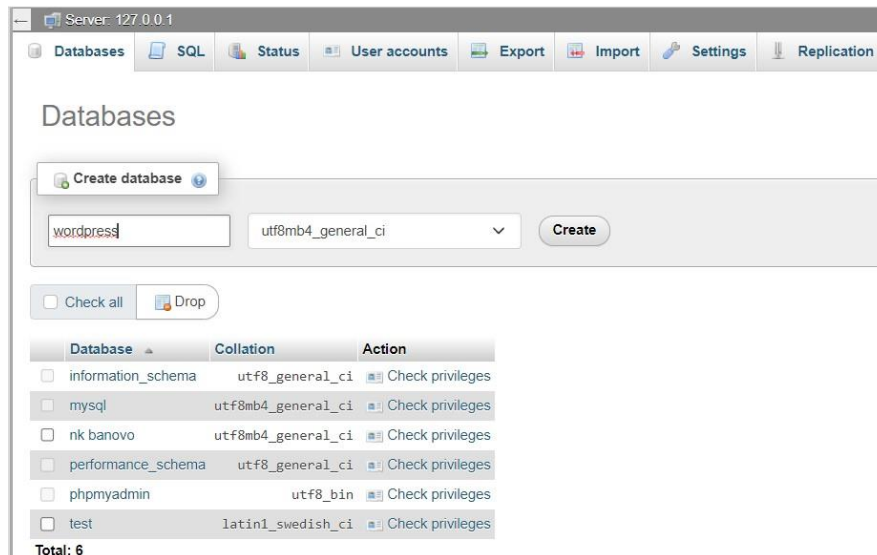 Server: 127.0.0.1
Databases SQL Status User accounts Export Import Settings Replication
Databases
Create database
wordpress utf8mb4_general_ci Create
Check all Drop
Database Collation Action
information_schema utf8_general_ci Check privileges
mysql utf8mb4_general_ci Check privileges
nk banovo utf8mb4_general_ci Check privileges
performance_schema utf8_general_ci Check privileges
phpmyadmin utf8_bin Check privileges
test latin1_swedish_ci Check privileges
Total: 6